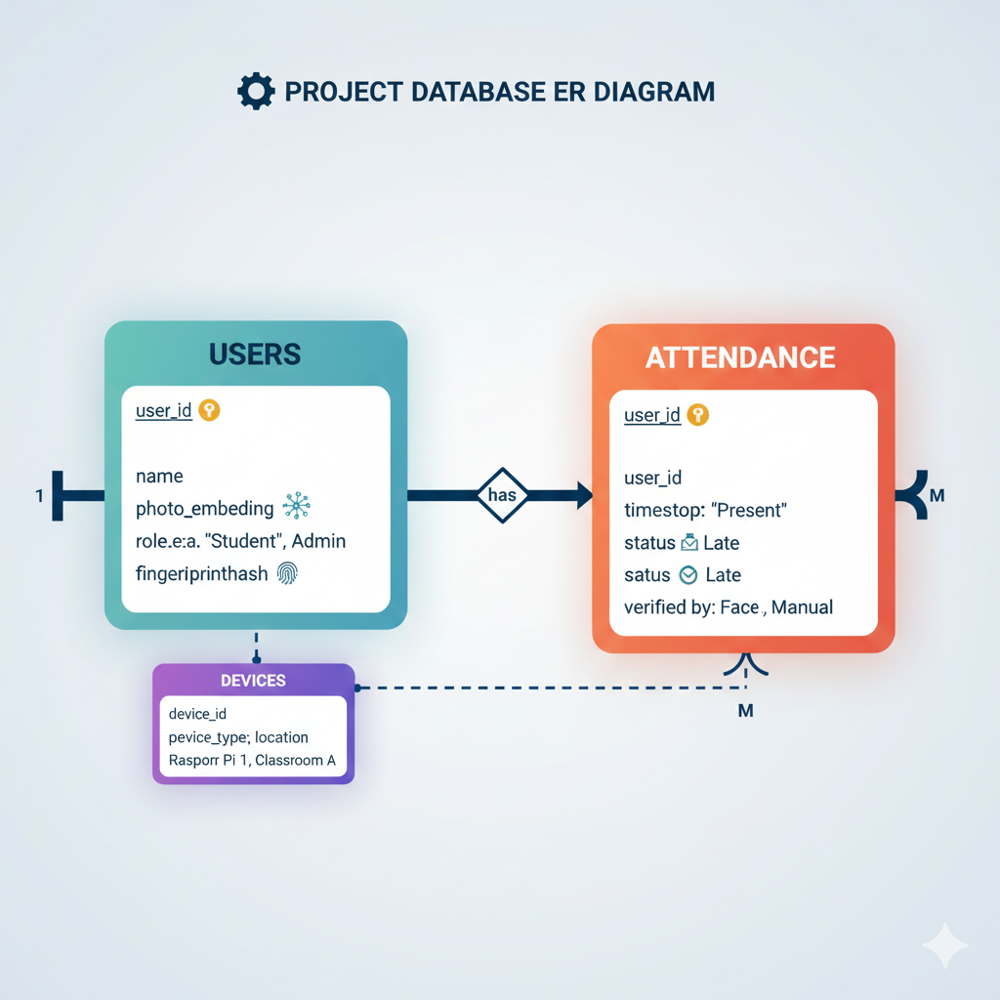 PROJECT DATABASE ER DIAGRAM
USERS
user_id
name
photo_embeding
role.e:a. "Student", Admin
fingeriprinthash
1
has
ATTENDANCE
user_id
user_id
timestop: "Present"
status Late
satus Late
verified by: Face., Manual
M
DEVICES
device_id
pevice_type; location
Rasporr Pi 1, Classroom A
M